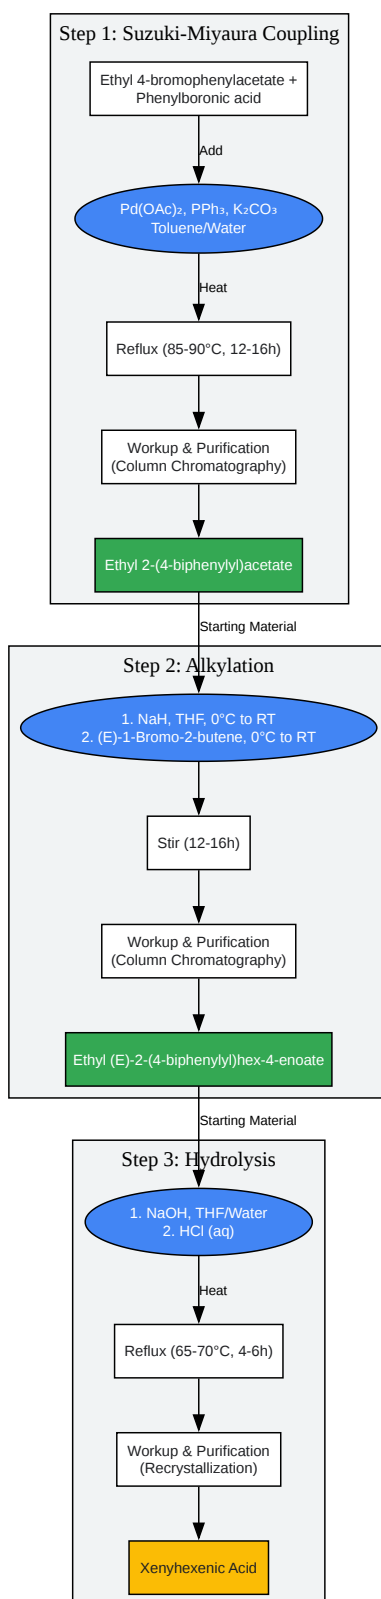 Step 1: Suzuki-Miyaura Coupling
Ethyl 4-bromophenylacetate +
Phenylboronic acid
Add
Pd(OAc)₂, PPh₃, K₂CO₃
Toluene/Water
Heat
Reflux (85-90°C, 12-16h)
Workup & Purification
(Column Chromatography)
Ethyl 2-(4-biphenylyl)acetate
Starting Material
Step 2: Alkylation
1. NaH, THF, 0°C to RT
2. (E)-1-Bromo-2-butene, 0°C to RT
Stir (12-16h)
Workup & Purification
(Column Chromatography)
Ethyl (E)-2-(4-biphenylyl)hex-4-enoate
Starting Material
Step 3: Hydrolysis
1. NaOH, THF/Water
2. HCl (aq)
Heat
Reflux (65-70°C, 4-6h)
Workup & Purification
(Recrystallization)
Xenyhexenic Acid